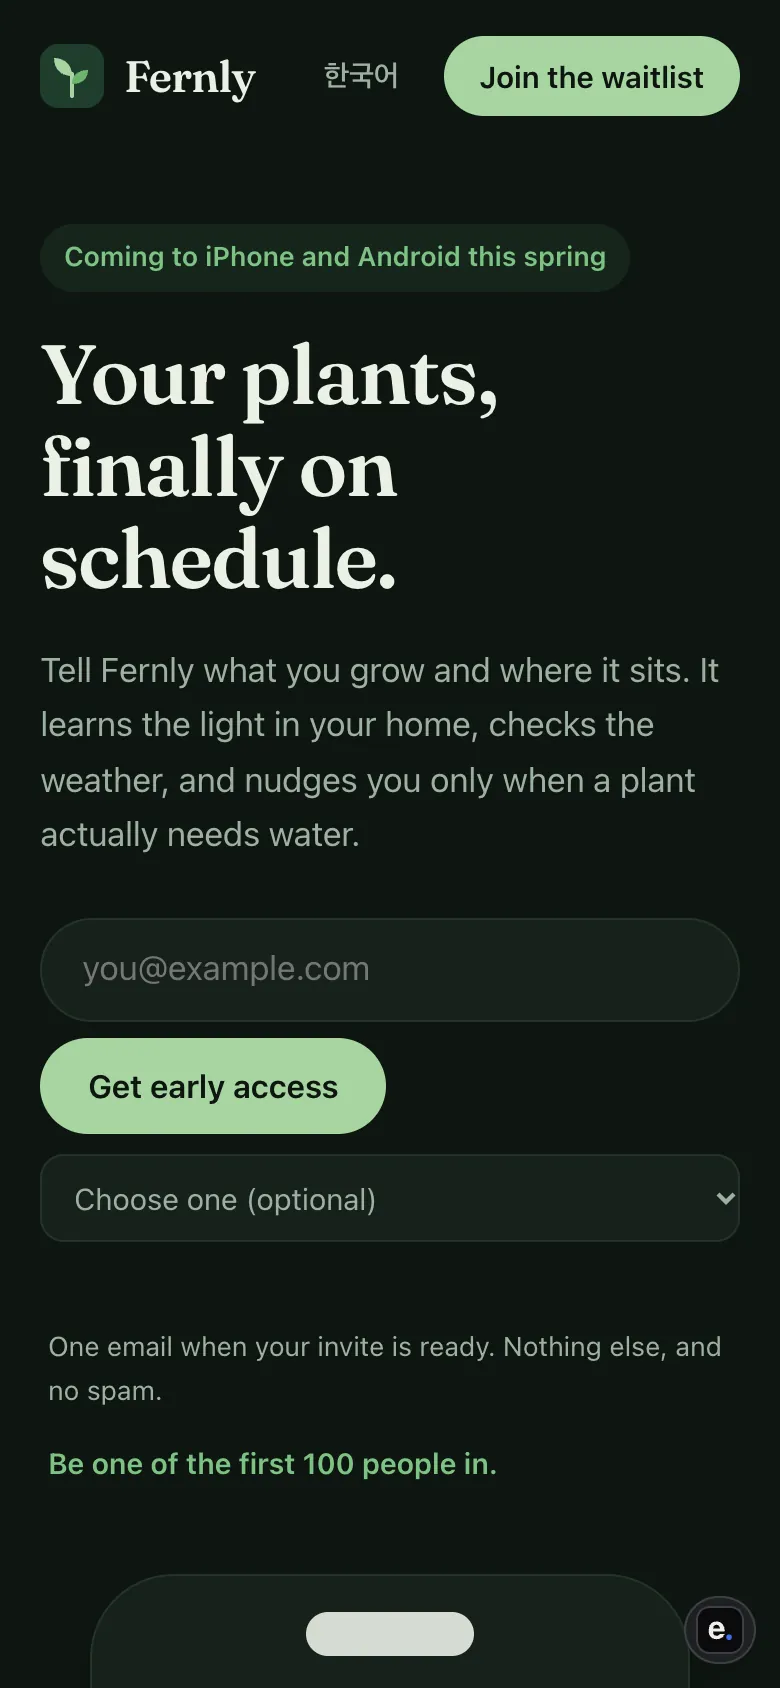 Fernly
한국어
Join the waitlist
Coming to iPhone and Android this spring
Your plants,
finally on
schedule.
Tell Fernly what you grow and where it sits. It
learns the light in your home, checks the
weather, and nudges you only when a plant
actually needs water.
you@example.com
Get early access
Choose one (optional)
One email when your invite is ready. Nothing else, and
no spam.
Be one of the first 100 people in.
e.